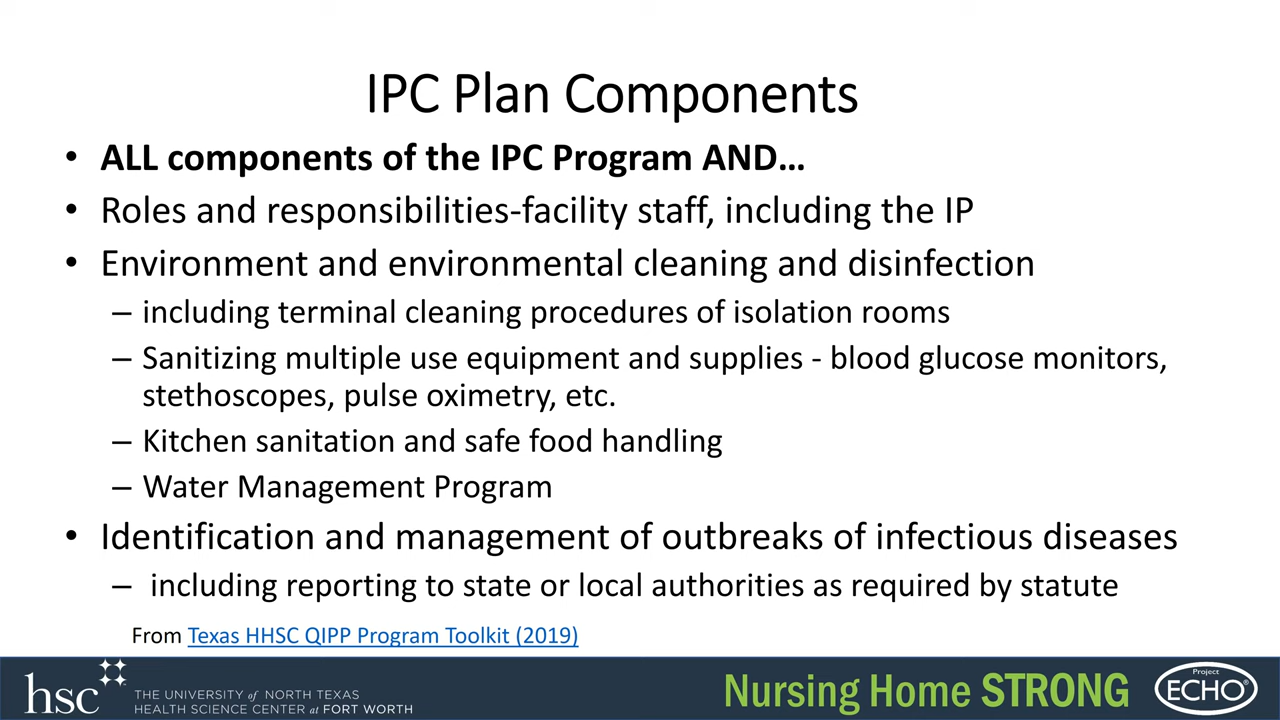 IPC Plan Components
• ALL components of the IPC Program AND…
• Roles and responsibilities-facility staff, including the IP
• Environment and environmental cleaning and disinfection
– including terminal cleaning procedures of isolation rooms
– Sanitizing multiple use equipment and supplies - blood glucose monitors,
stethoscopes, pulse oximetry, etc.
– Kitchen sanitation and safe food handling
– Water Management Program
• Identification and management of outbreaks of infectious diseases
– including reporting to state or local authorities as required by statute
From Texas HHSC QIPP Program Toolkit (2019)
hsc
THE UNIVERSITY of NORTH TEXAS
HEALTH SCIENCE CENTER at FORT WORTH
Nursing Home STRONG
Project
ECHO®